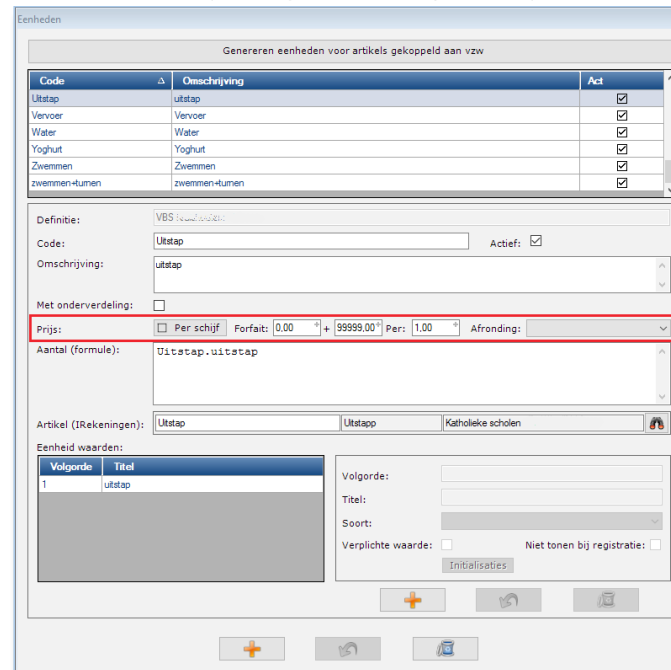 Eenheden
Genereren eenheden voor artikels gekoppeld aan vzw
Code Omschrijving Act
Uitstap uitstap
Vervoer Vervoer
Water Water
Yoghurt Yoghurt
Zwemmen Zwemmen
zwemmen+turnen zwemmen+turnen
Definitie: VBS
Code: Uitstap Actief:
Omschrijving: uitstap
Met onderverdeling:
Prijs: Per schijf Forfait: 0,00 + 99999,00 Per: 1,00 Afronding:
Aantal (formule): Uitstap.uitstap
Artikel (IRekeningen): Uitstap Uitstapp Katholieke scholen
Eenheid waarden:
Volgorde Titel
1 uitstap
Volgorde:
Titel:
Soort:
Verplichte waarde: Niet tonen bij registratie:
Initialisaties